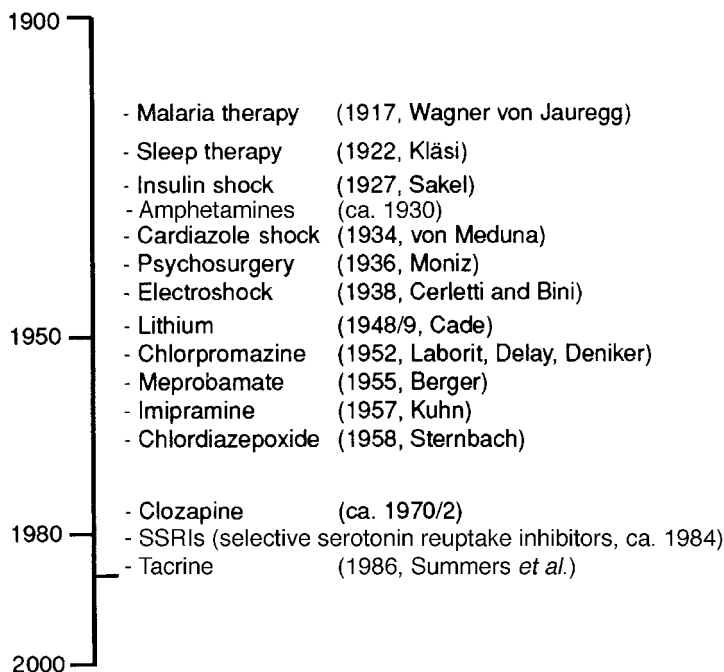 1900
- Malaria therapy (1917, Wagner von Jauregg)
- Sleep therapy (1922, Kläsi)
- Insulin shock (1927, Sakel)
- Amphetamines (ca. 1930)
- Cardiazole shock (1934, von Meduna)
- Psychosurgery (1936, Moniz)
- Electroshock (1938, Cerletti and Bini)
- Lithium (1948/9, Cade)
1950
- Chlorpromazine (1952, Laborit, Delay, Deniker)
- Meprobamate (1955, Berger)
- Imipramine (1957, Kuhn)
- Chlordiazepoxide (1958, Sternbach)
- Clozapine (ca. 1970/2)
1980
- SSRIs (selective serotonin reuptake inhibitors, ca. 1984)
- Tacrine (1986, Summers et al.)
2000